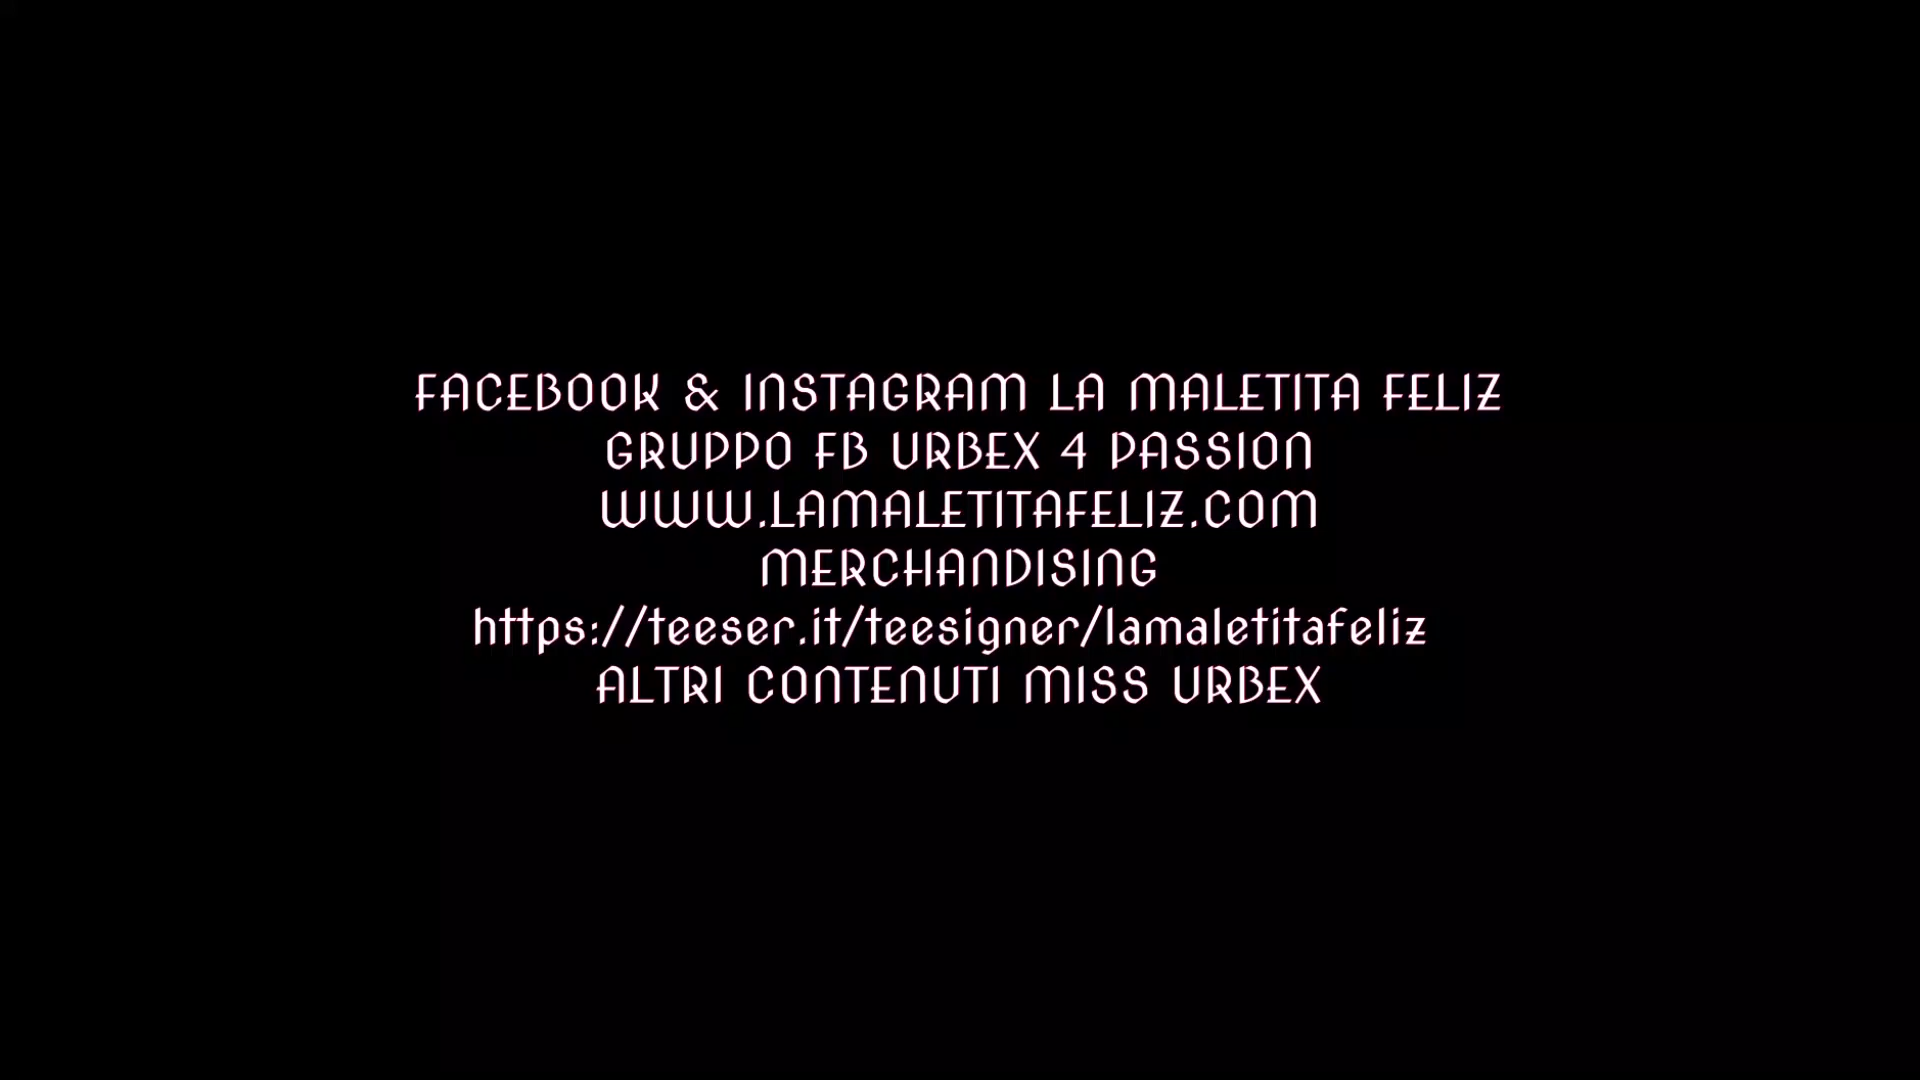 FACEBOOK & INSTAGRAM LA MALETITA FELIZ
GRUPPO FB URBEX 4 PASSION
WWW.LAMALETITAFELIZ.COM
MERCHANDISING
https://teeser.it/teesigner/lamaletitafeliz
ALTRI CONTENUTI MISS URBEX